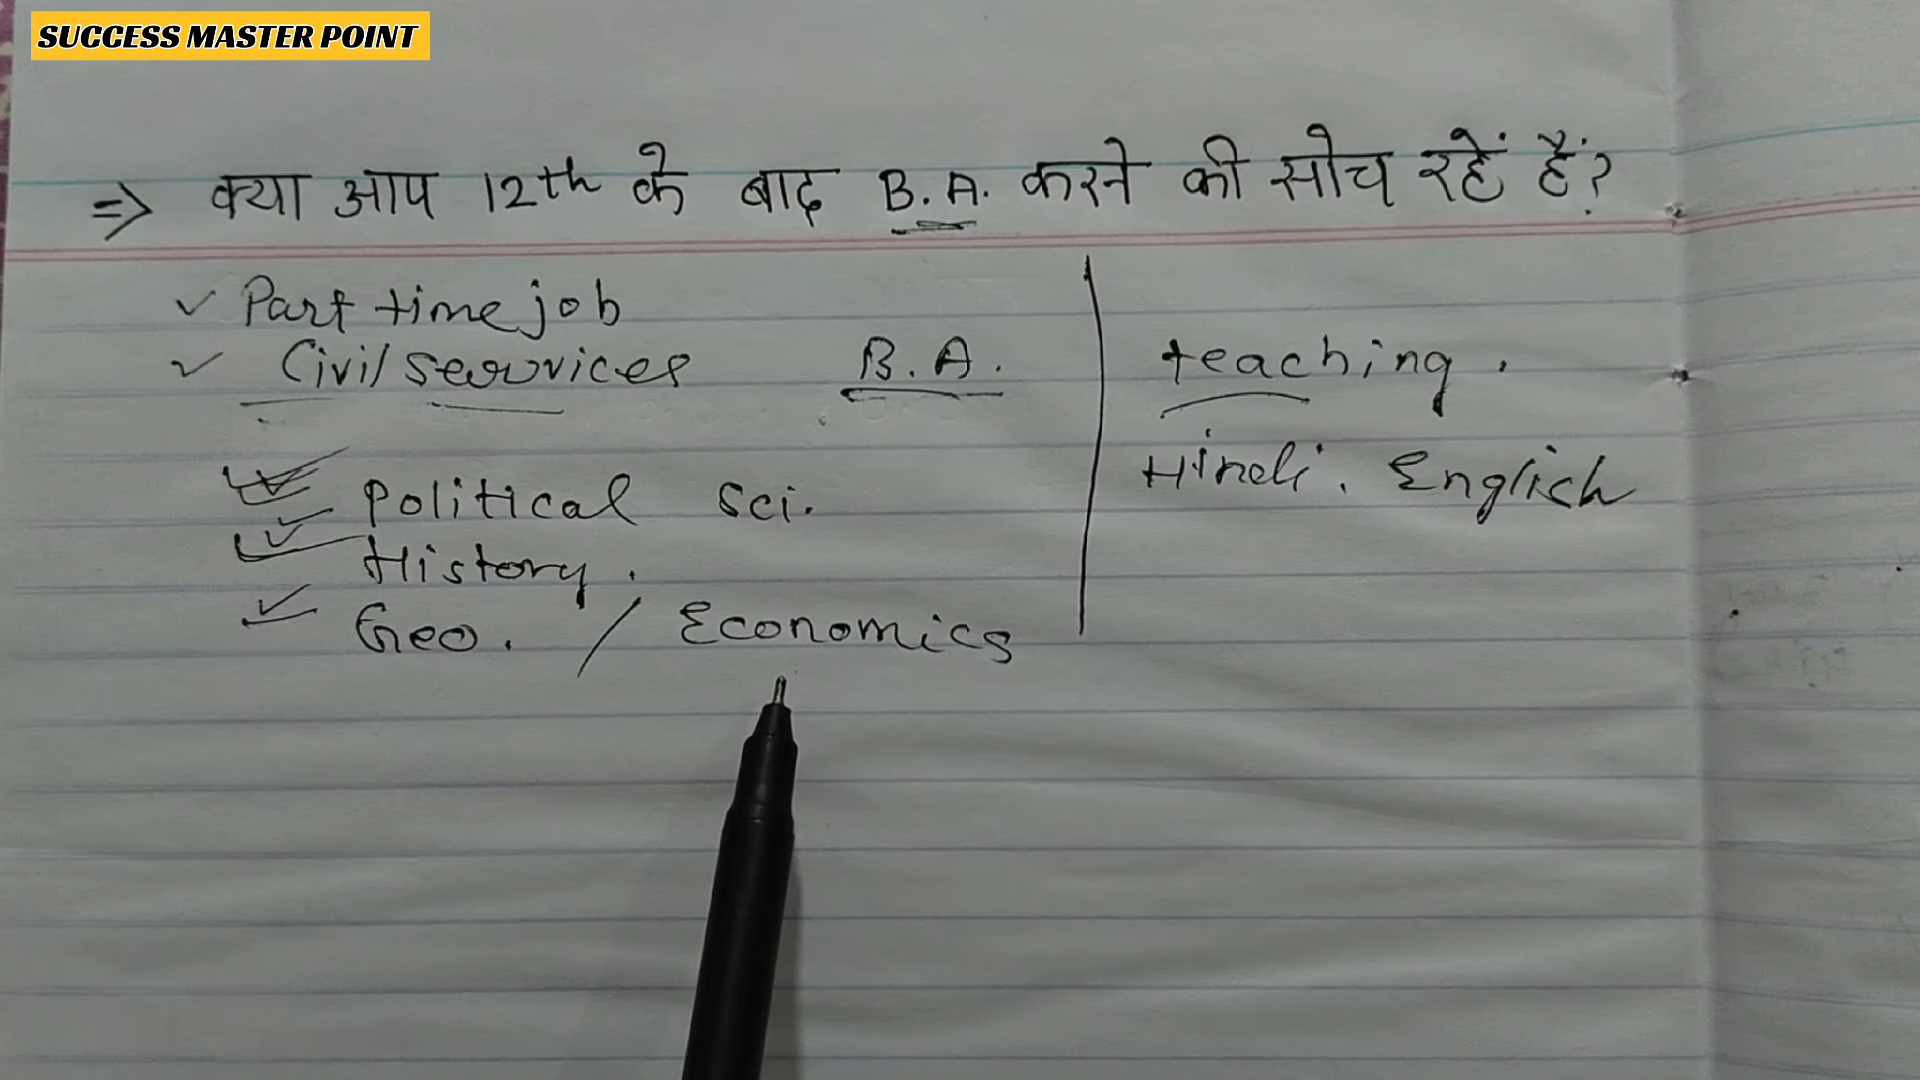 SUCCESS MASTER POINT
=> क्या आप 12th के बाद B.A. करने की सोच रहें हैं?
✓ Part time job
✓ Civil servvices B.A.
teaching.
Hindi. English
Political Sci.
History.
Geo. / Economics